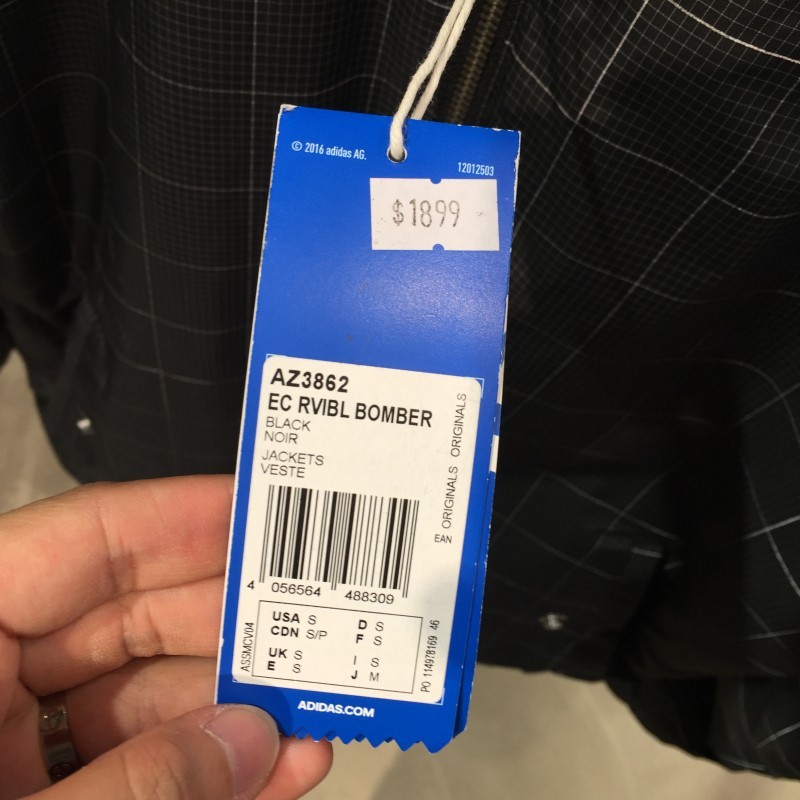 © 2016 adidas AG.
12012503
$1899
AZ3862
EC RVIBL BOMBER
BLACK
NOIR
JACKETS
VESTE
ORIGINALS ORIGINALS
EAN
4 056564 488309
ASSMCV04
USA S D S
CDN S/P F S
UK S I S
E S J M
PO 114978169 46
ADIDAS.COM